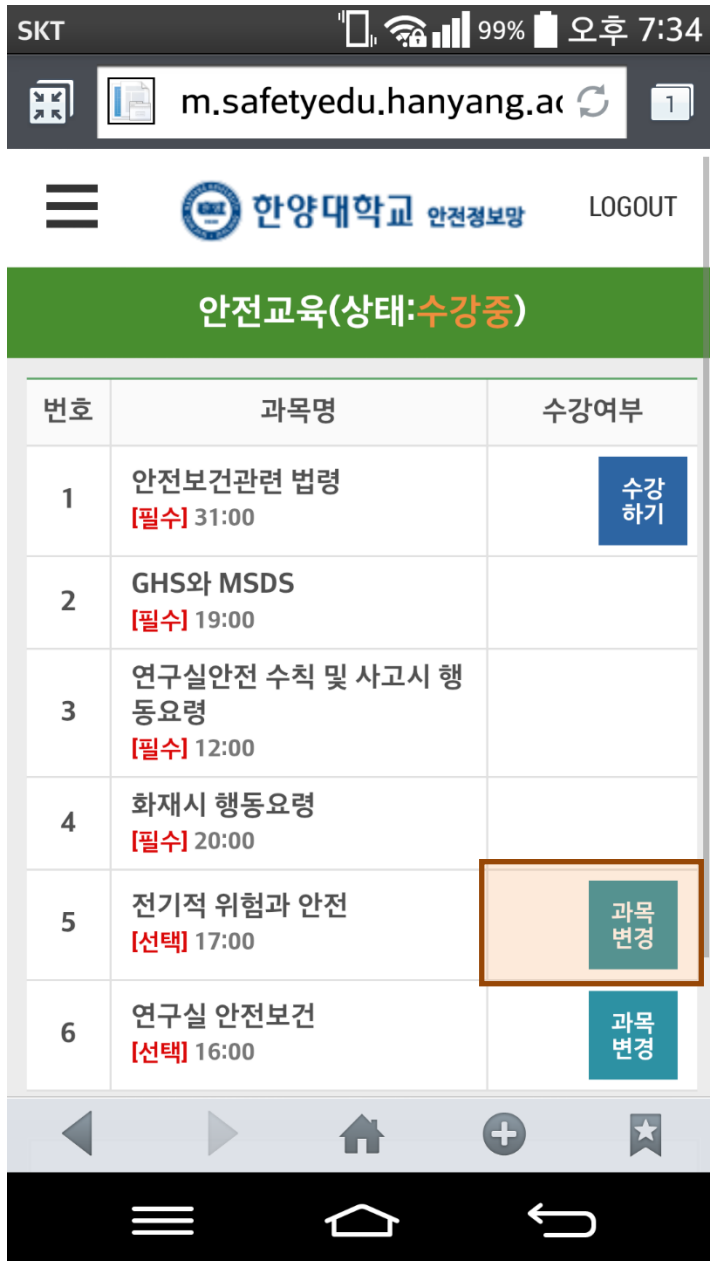 SKT 99% 오후 7:34
m.safetyedu.hanyang.ac 1
한양대학교 안전정보망 LOGOUT
안전교육(상태:수강중)
번호 과목명 수강여부
1 안전보건관련 법령
[필수] 31:00
수강
하기
2 GHS와 MSDS
[필수] 19:00
3 연구실안전 수칙 및 사고시 행
동요령
[필수] 12:00
4 화재시 행동요령
[필수] 20:00
5 전기적 위험과 안전
[선택] 17:00
과목
변경
6 연구실 안전보건
[선택] 16:00
과목
변경